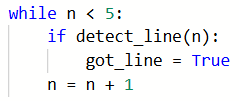 while n < 5:
    if detect_line(n):
        got_line = True
    n = n + 1